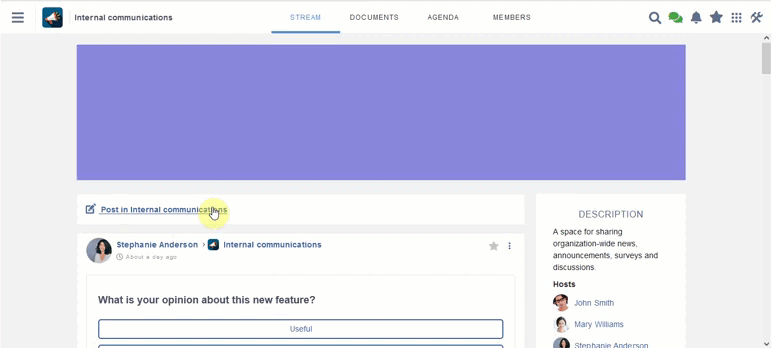 Internal communications
STREAM
DOCUMENTS
AGENDA
MEMBERS
Post in Internal communications
Stephanie Anderson › Internal communications
About a day ago
What is your opinion about this new feature?
Useful
DESCRIPTION
A space for sharing
organization-wide news,
announcements, surveys and
discussions.
Hosts
John Smith
Mary Williams
Stephanie Anderson